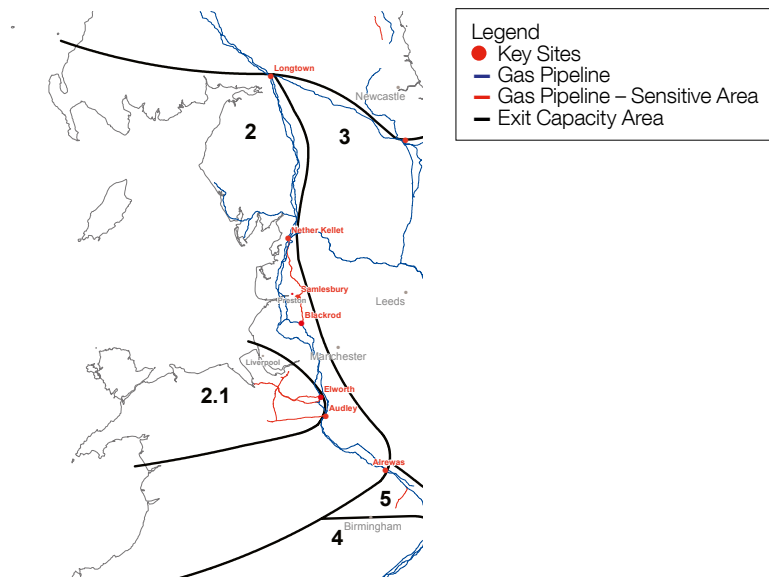 Legend
Key Sites
Gas Pipeline
Gas Pipeline – Sensitive Area
Exit Capacity Area
Longtown
Newcastle
2
3
Nether Kellet
Samlesbury
Preston
Leeds
Blackrod
Manchester
Liverpool
2.1
Elworth
Audley
Alrewas
5
Birmingham
4